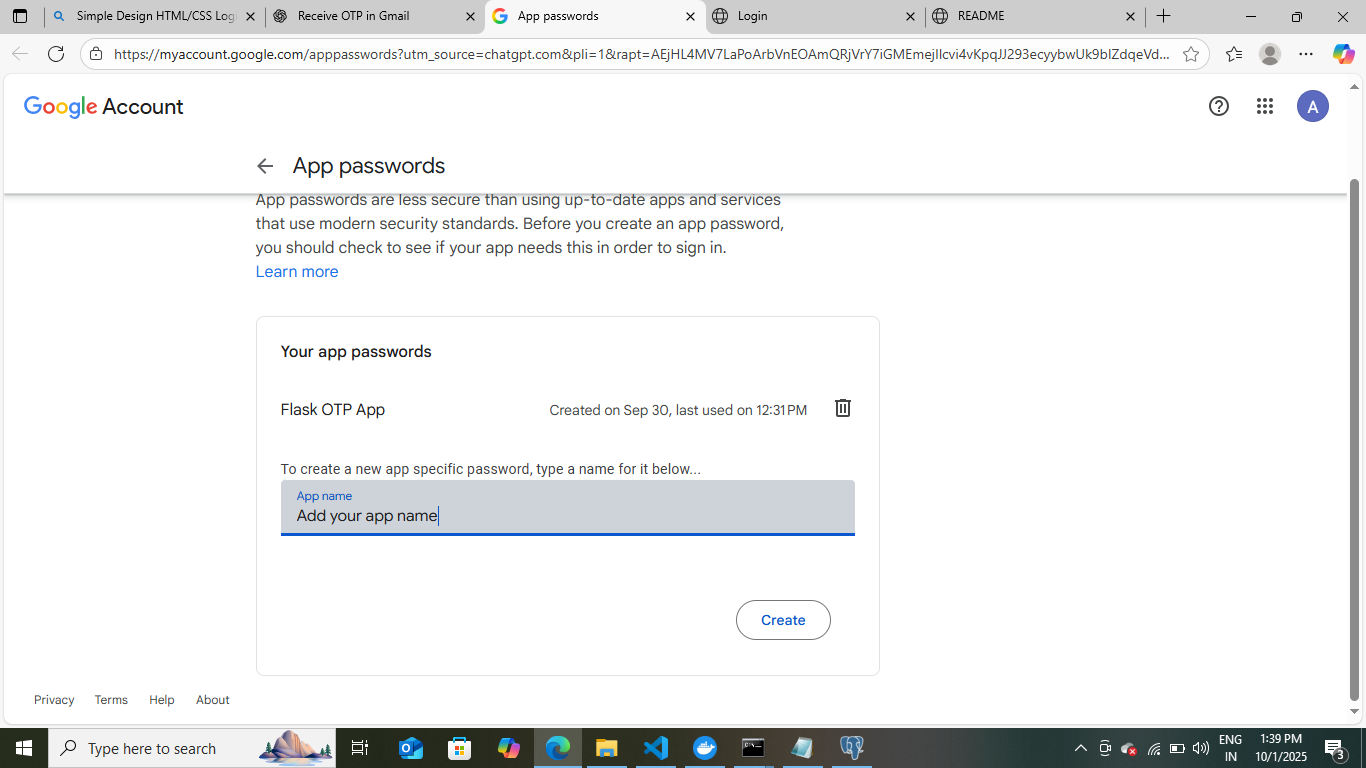 Simple Design HTML/CSS Log
Receive OTP in Gmail
App passwords
Login
README
https://myaccount.google.com/apppasswords?utm_source=chatgpt.com&pli=1&rapt=AEjHL4MV7LaPoArbVnEOAmQRjVrY7iGMEmejIlcvi4vKpqJJ293ecyybwUk9bIZdqeVd...
Google Account
A
App passwords
App passwords are less secure than using up-to-date apps and services
that use modern security standards. Before you create an app password,
you should check to see if your app needs this in order to sign in.
Learn more
Your app passwords
Flask OTP App
Created on Sep 30, last used on 12:31 PM
To create a new app specific password, type a name for it below...
App name
Add your app name
Create
Privacy
Terms
Help
About
Type here to search
ENG
IN
1:39 PM
10/1/2025
3